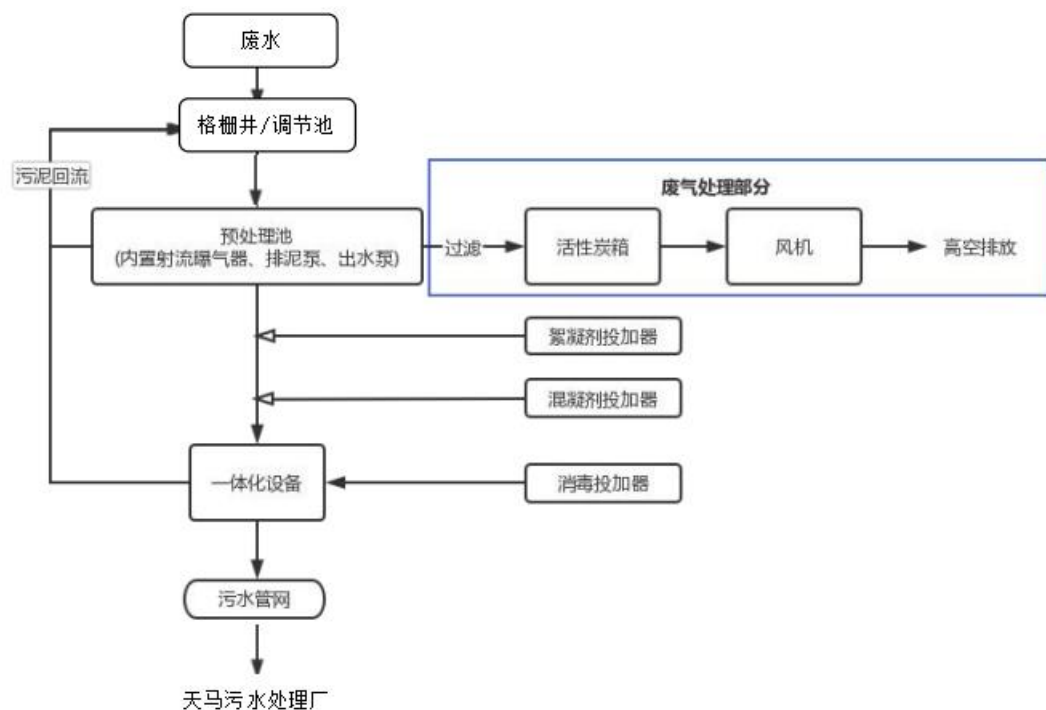 废水
格栅井/调节池
污泥回流
废气处理部分
预处理池
(内置射流曝气器、排泥泵、出水泵)
过滤
活性炭箱
风机
高空排放
絮凝剂投加器
混凝剂投加器
一体化设备
消毒投加器
污水管网
天马污水处理厂